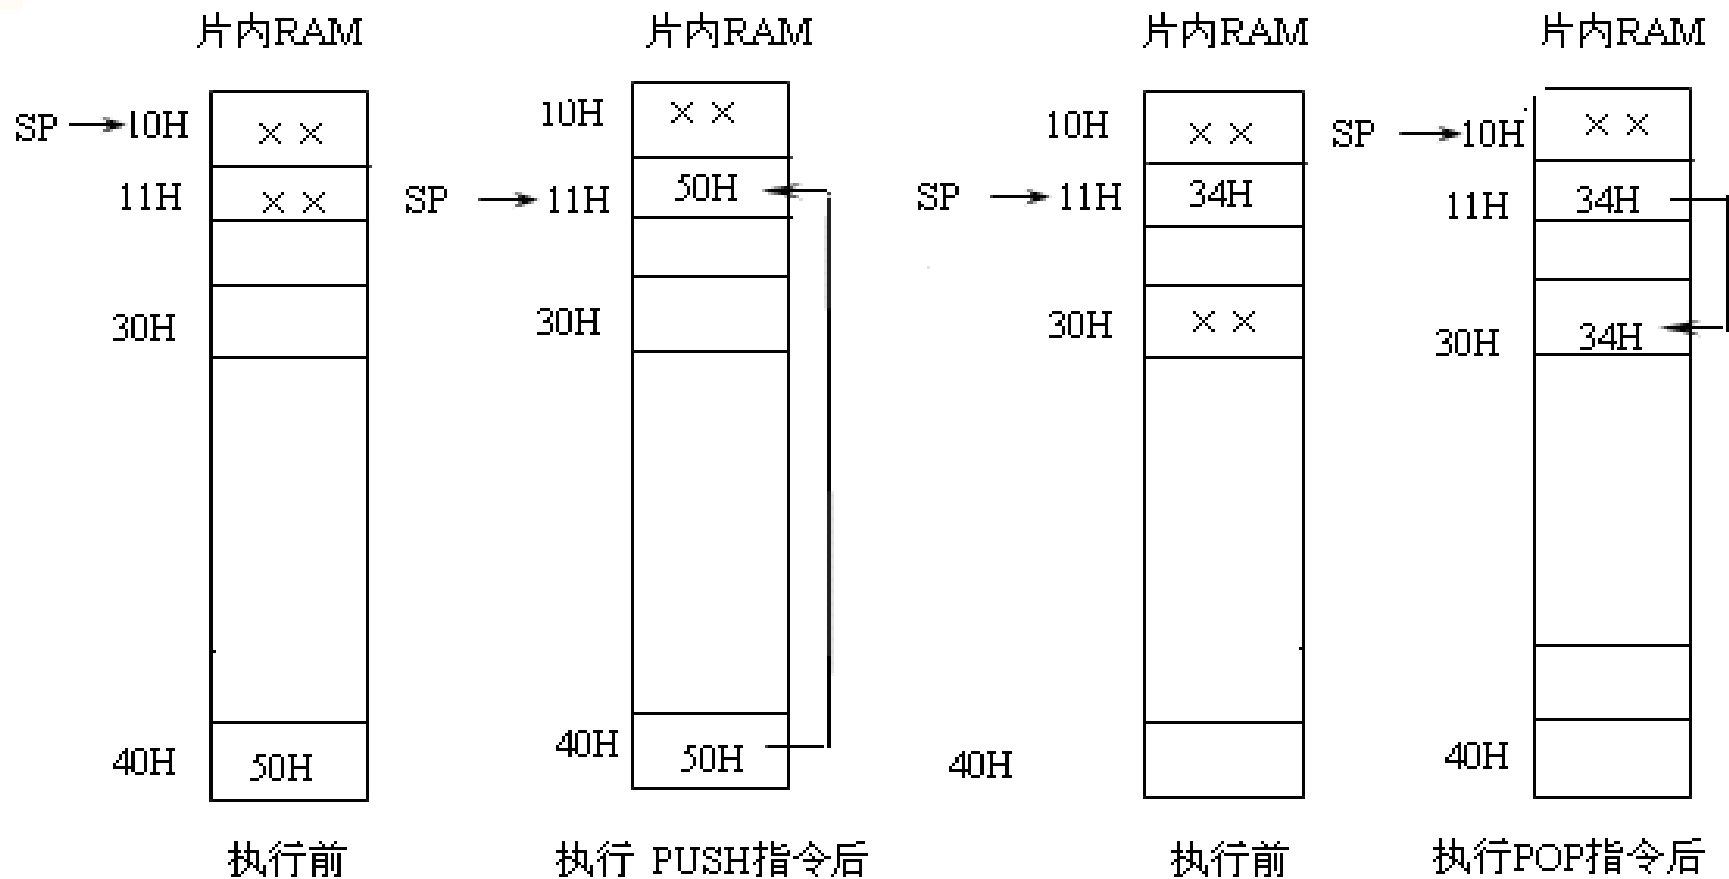 片内RAM
SP 10H ××
11H ××
30H
40H 50H
执行前
片内RAM
10H ××
SP 11H 50H
30H
40H 50H
执行 PUSH指令后
片内RAM
10H ××
SP 11H 34H
30H ××
40H
执行前
片内RAM
SP 10H ××
11H 34H
30H 34H
40H
执行POP指令后